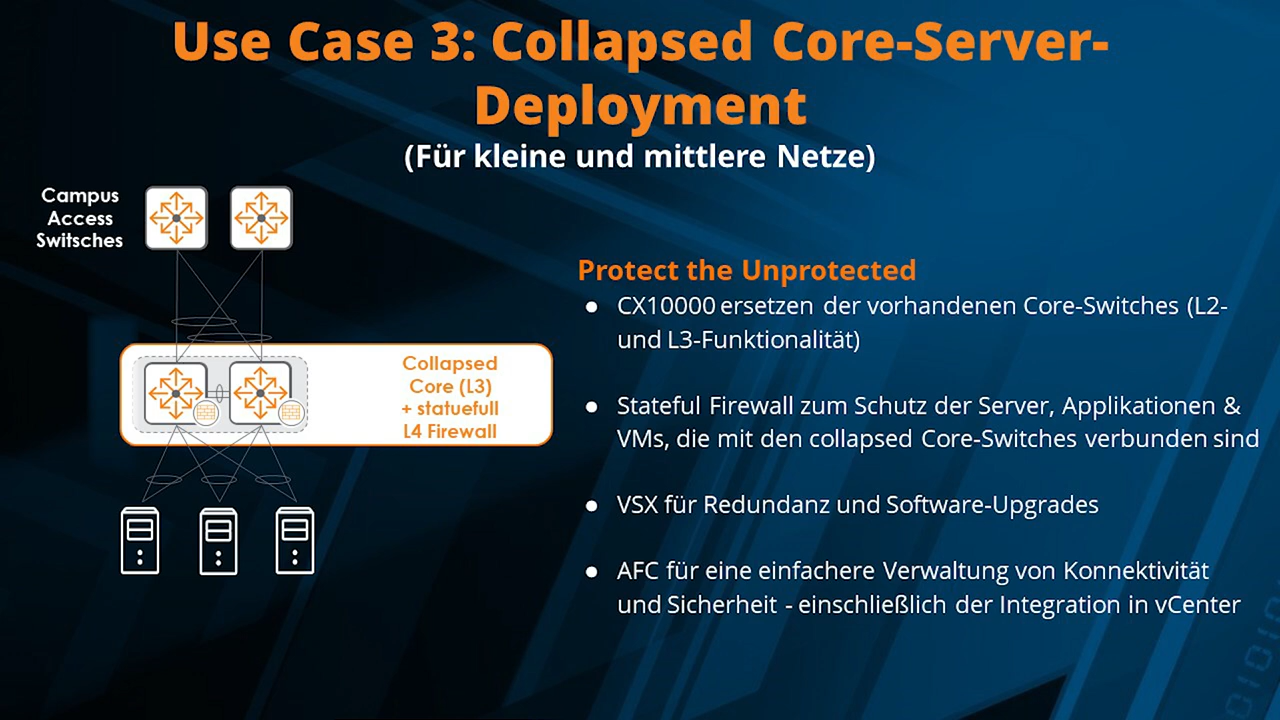 Use Case 3: Collapsed Core-Server-
Deployment
(Für kleine und mittlere Netze)
Campus
Access
Switsches
Collapsed
Core (L3)
+ statuefull
L4 Firewall
Protect the Unprotected
● CX10000 ersetzen der vorhandenen Core-Switches (L2-
und L3-Funktionalität)
● Stateful Firewall zum Schutz der Server, Applikationen &
VMs, die mit den collapsed Core-Switches verbunden sind
● VSX für Redundanz und Software-Upgrades
● AFC für eine einfachere Verwaltung von Konnektivität
und Sicherheit - einschließlich der Integration in vCenter